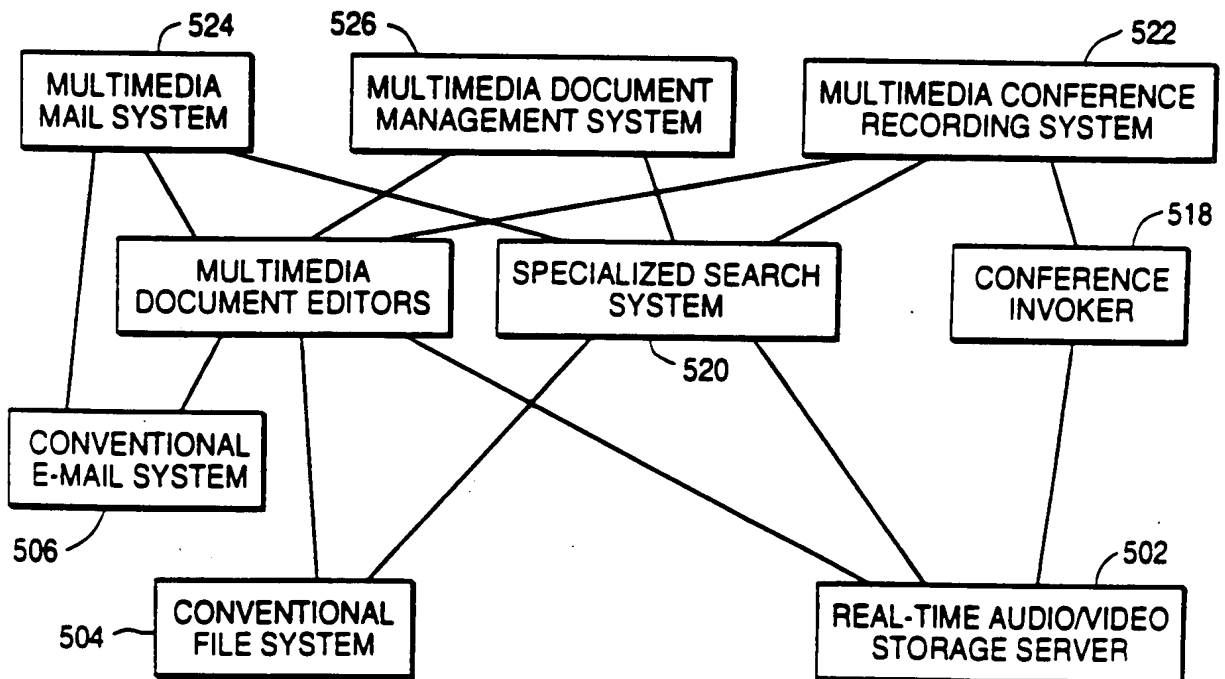 524
526
522
MULTIMEDIA
MAIL SYSTEM
MULTIMEDIA DOCUMENT
MANAGEMENT SYSTEM
MULTIMEDIA CONFERENCE
RECORDING SYSTEM
518
MULTIMEDIA
DOCUMENT EDITORS
SPECIALIZED SEARCH
SYSTEM
CONFERENCE
INVOKER
520
CONVENTIONAL
E-MAIL SYSTEM
506
502
504
CONVENTIONAL
FILE SYSTEM
REAL-TIME AUDIO/VIDEO
STORAGE SERVER